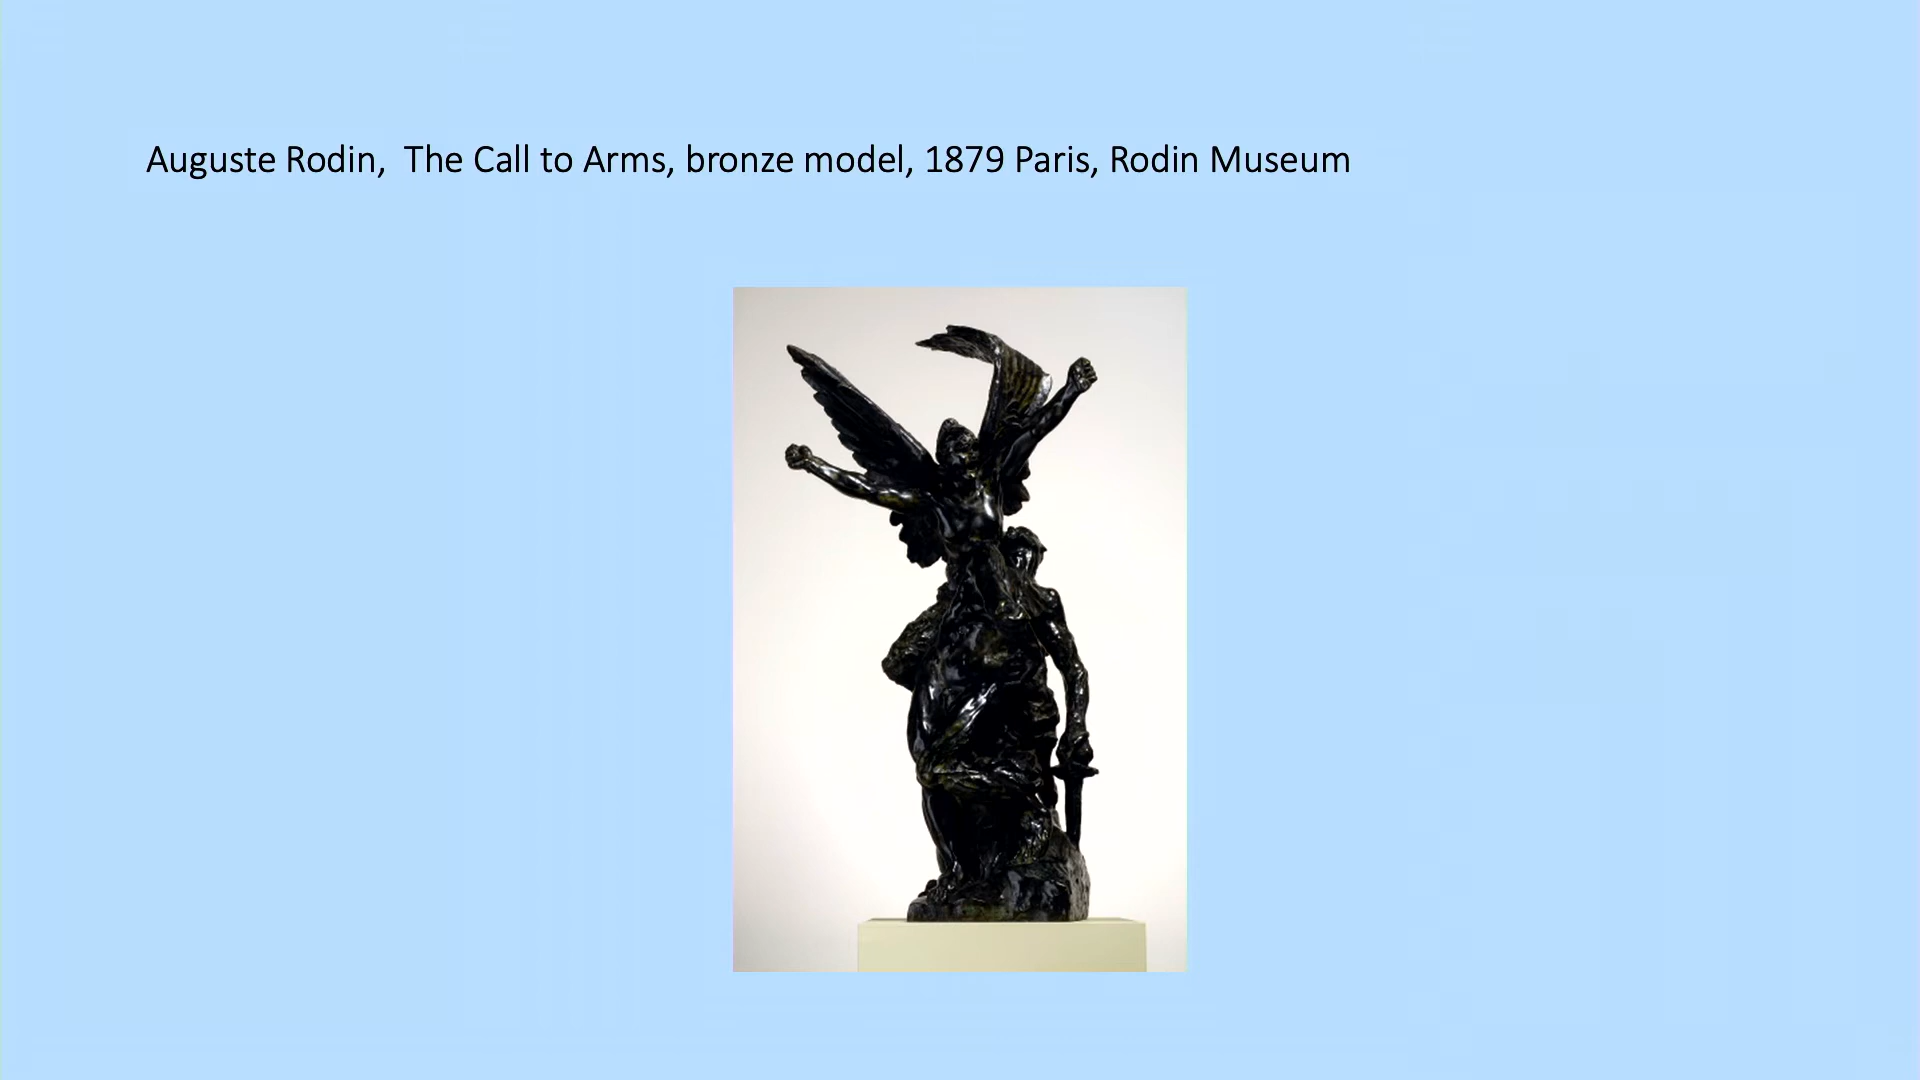 Auguste Rodin,  The Call to Arms, bronze model, 1879 Paris, Rodin Museum